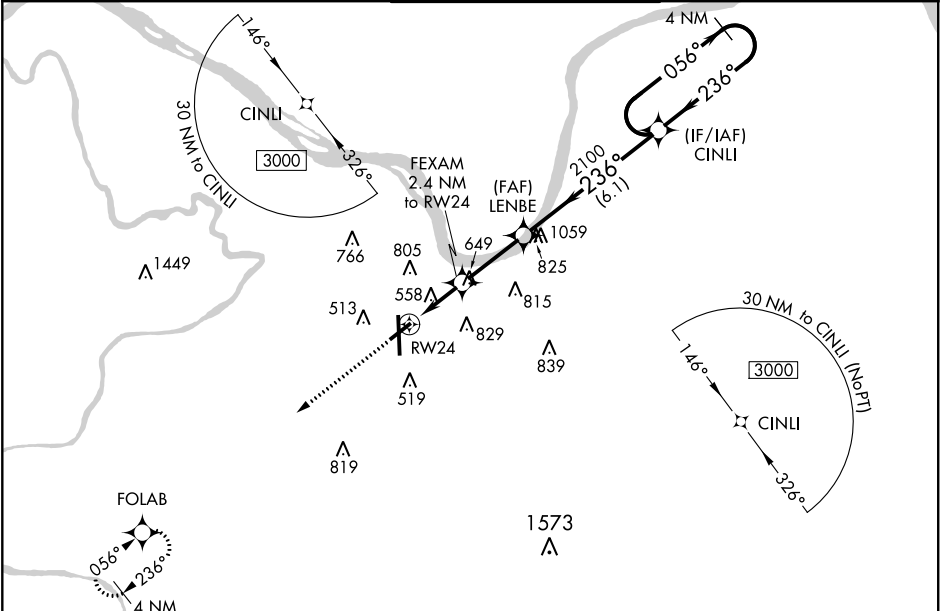 4 NM
056°
236°
(IF/IAF)
CINLI
146°
CINLI
3000
326°
30 NM to CINLI
2100
236°
(6.1)
FEXAM
2.4 NM
to RW24
(FAF)
LENBE
1059
825
649
766
805
1449
558
815
513
829
RW24
839
519
819
30 NM to CINLI (NoPT)
146°
3000
CINLI
326°
FOLAB
056°
236°
4 NM
1573